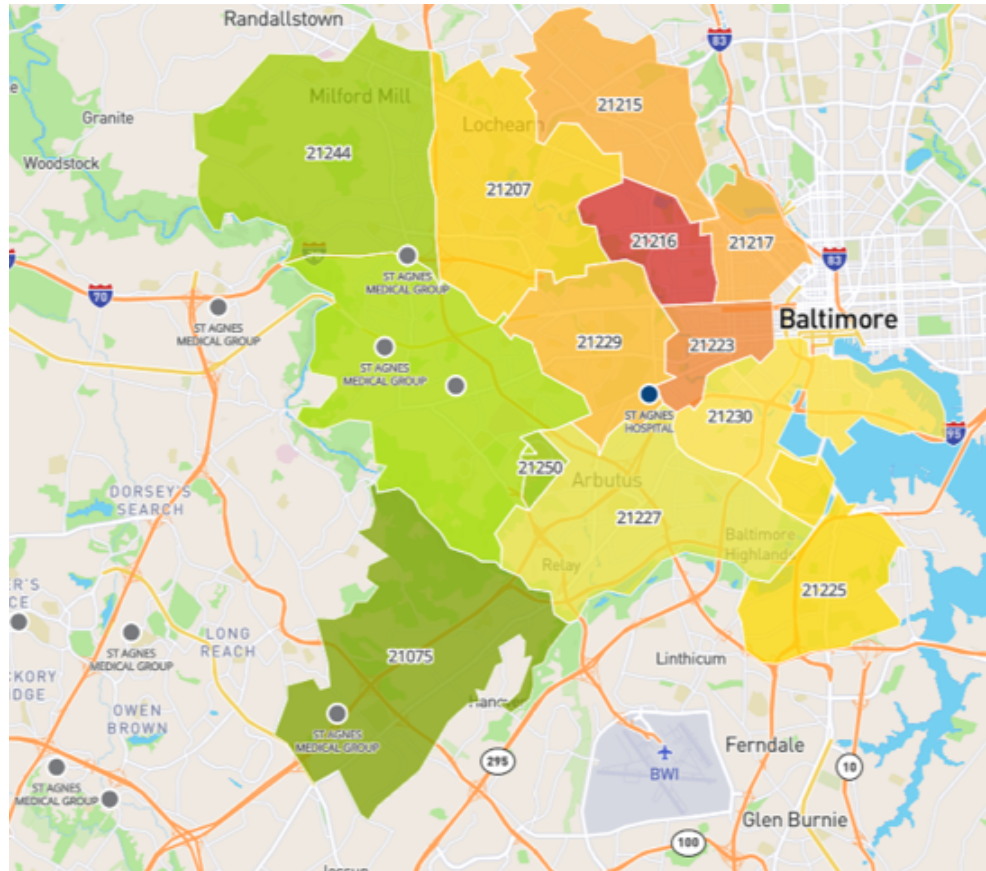 Randallstown
83
Milford Mill
21215
Granite
Lochearn
21244
Woodstock
21207
21216
21217
83
ST AGNES
MEDICAL GROUP
70
ST AGNES
MEDICAL GROUP
Baltimore
21229
21223
ST AGNES
MEDICAL GROUP
ST AGNES
HOSPITAL
21230
95
21250
Arbutus
DORSEY'S
SEARCH
21227
Baltimore
Highlands
Relay
21225
LONG
REACH
ST AGNES
MEDICAL GROUP
21075
Linthicum
OWEN
BROWN
ST AGNES
MEDICAL GROUP
Ferndale
295
BWI
10
ST AGNES
MEDICAL GROUP
Glen Burnie
100